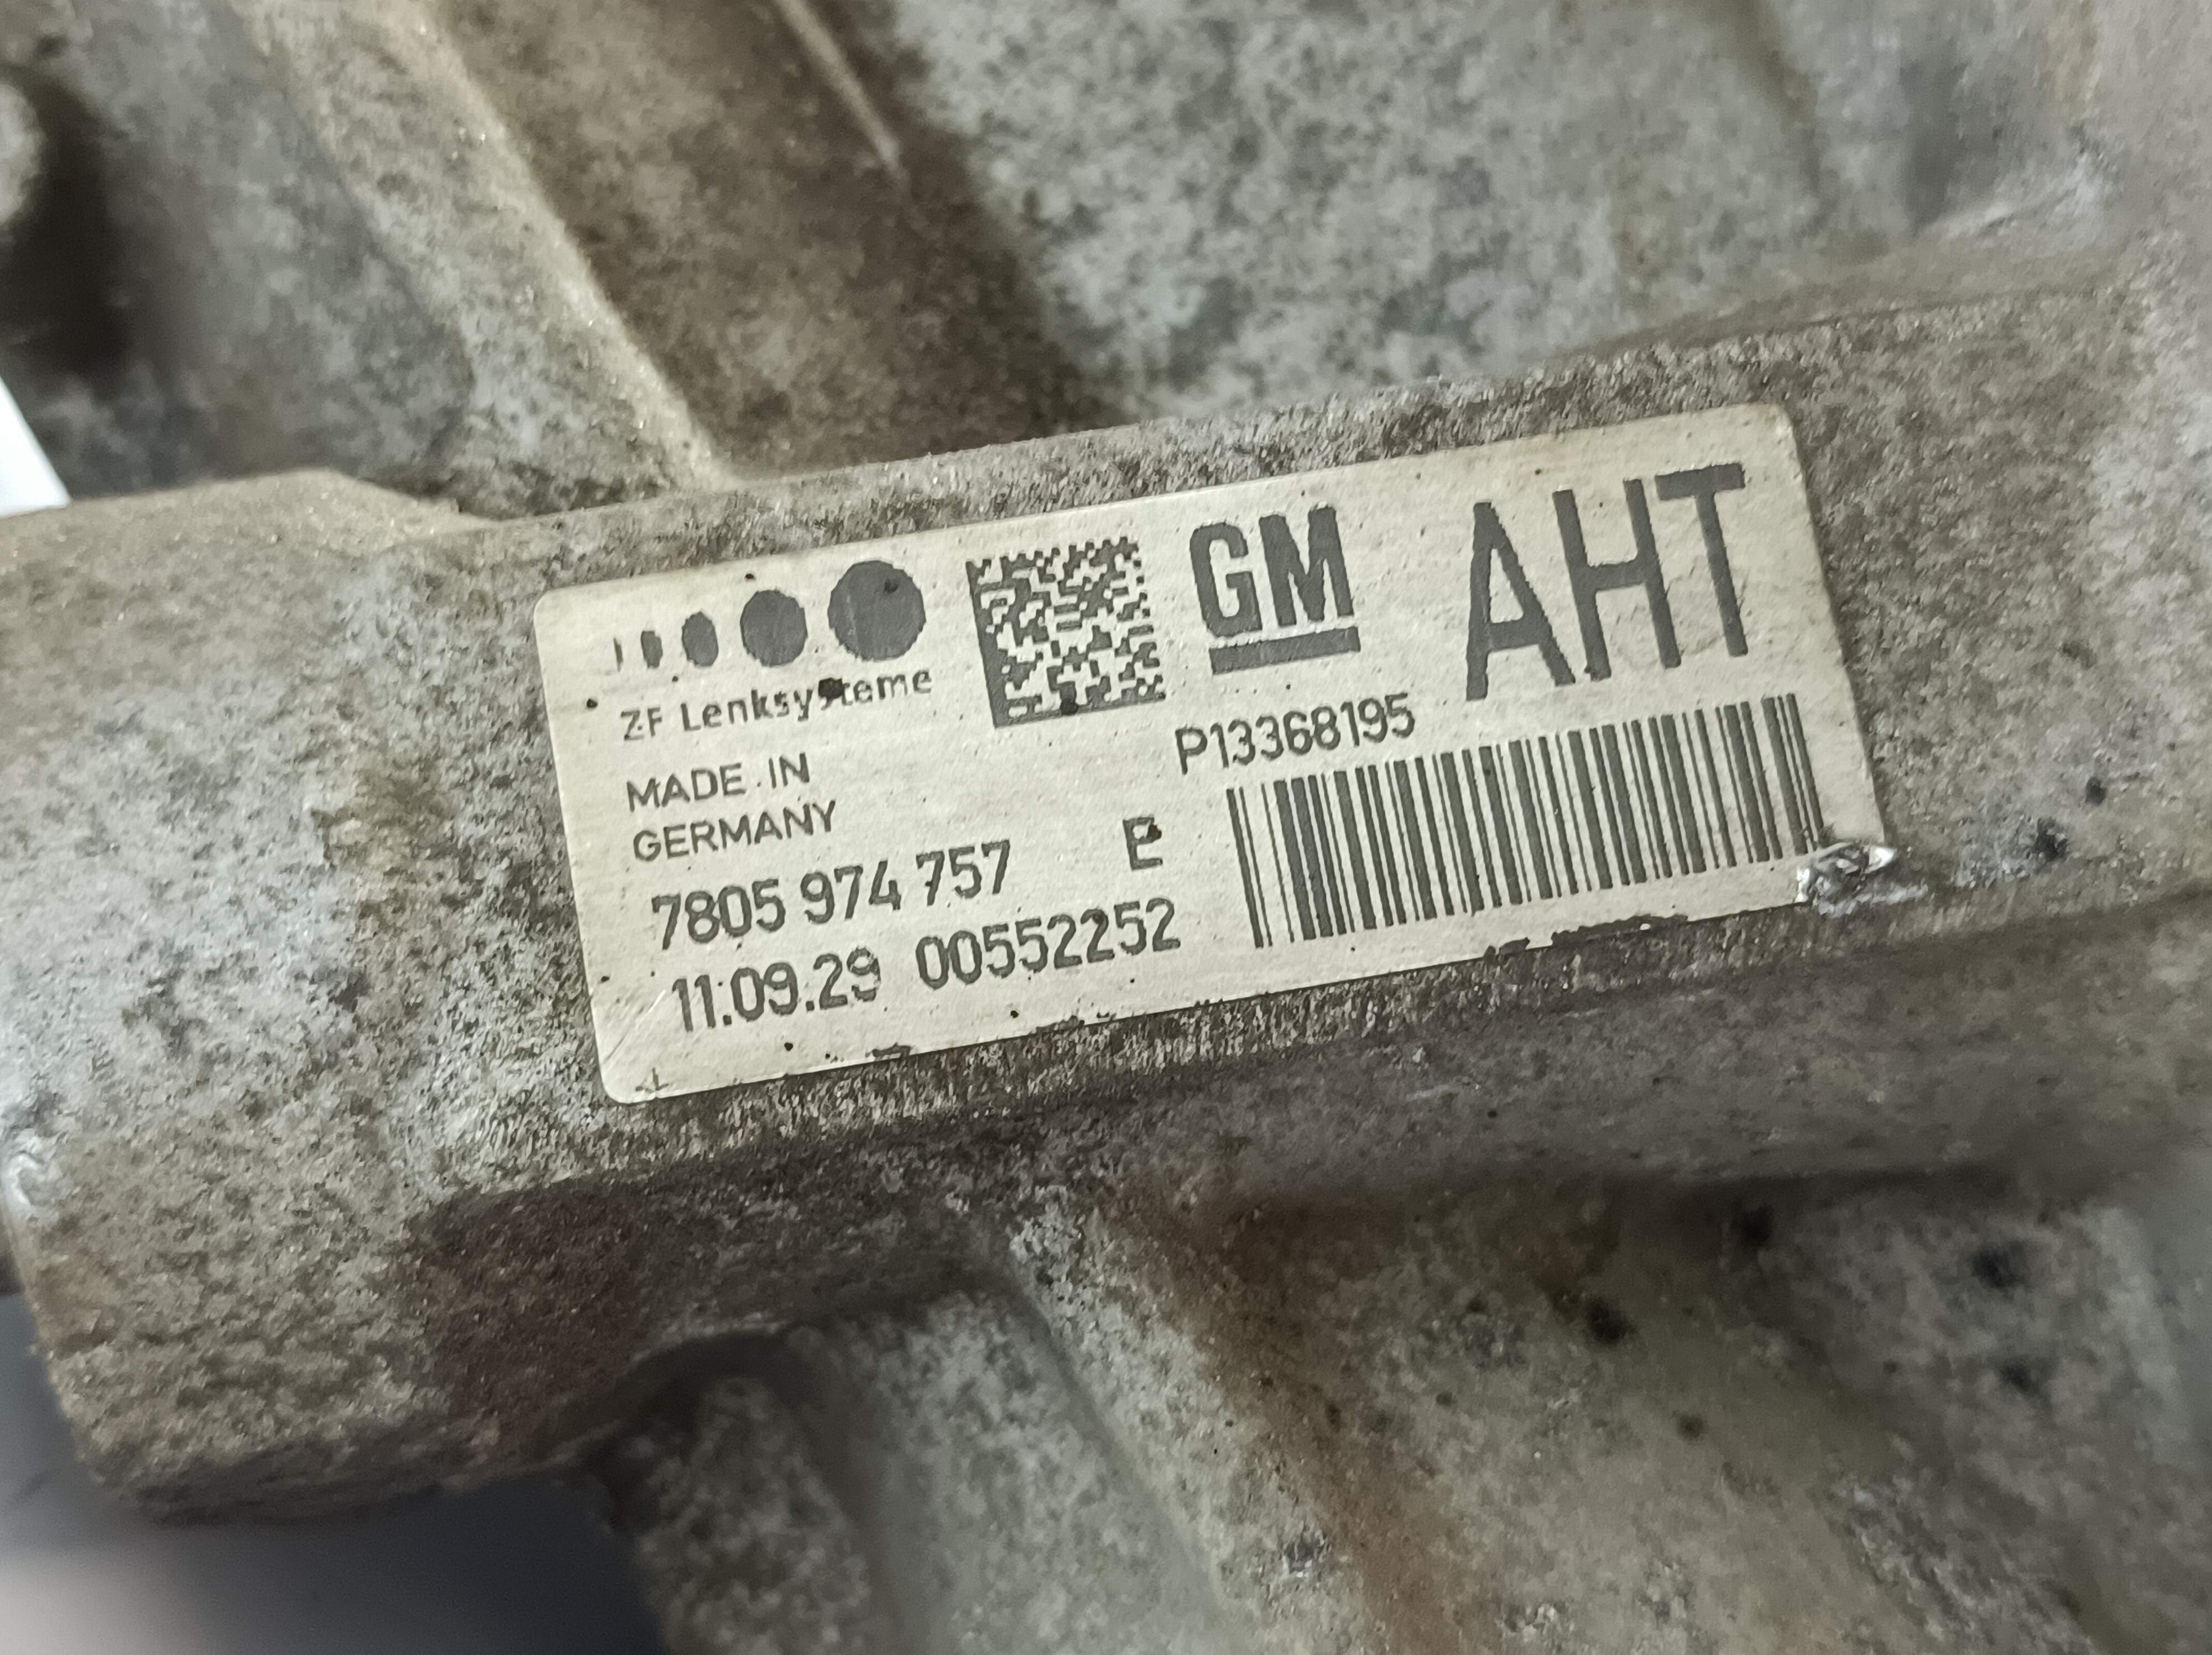 ZF Lenksysteme
GM
AHT
MADE IN
GERMANY
P13368195
7805 974 757 E
11.09.29 00552252